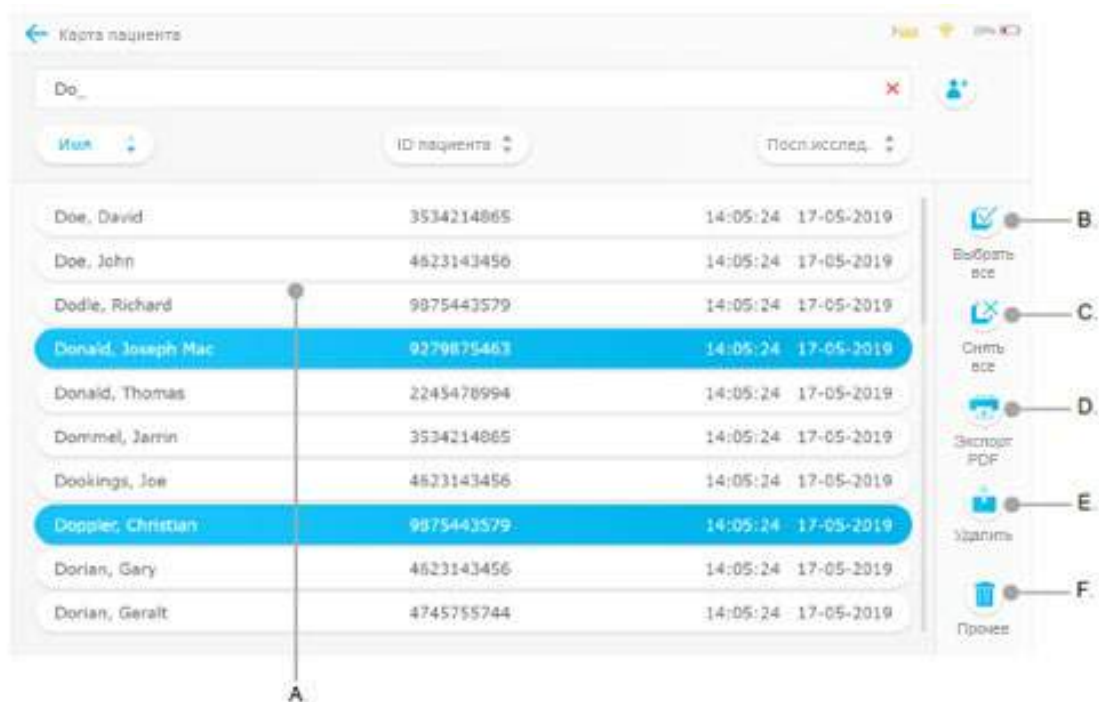 Карта пациента
Do_
Имя ID пациента Посл.исслед.
Doe, David 3534214865 14:05:24 17-05-2019
Doe, John 4623143456 14:05:24 17-05-2019
Dodle, Richard 9875443579 14:05:24 17-05-2019
Donald, Joseph Mac 9279875463 14:05:24 17-05-2019
Donald, Thomas 2245478994 14:05:24 17-05-2019
Dommel, Jarrin 3534214865 14:05:24 17-05-2019
Dookings, Joe 4623143456 14:05:24 17-05-2019
Doppler, Christian 9875443579 14:05:24 17-05-2019
Dorian, Gary 4623143456 14:05:24 17-05-2019
Dorian, Geralt 4745755744 14:05:24 17-05-2019
B.
Выбрать
все
C.
Снять
все
D.
Экспорт
PDF
E.
Удалить
F.
Прочее
A.